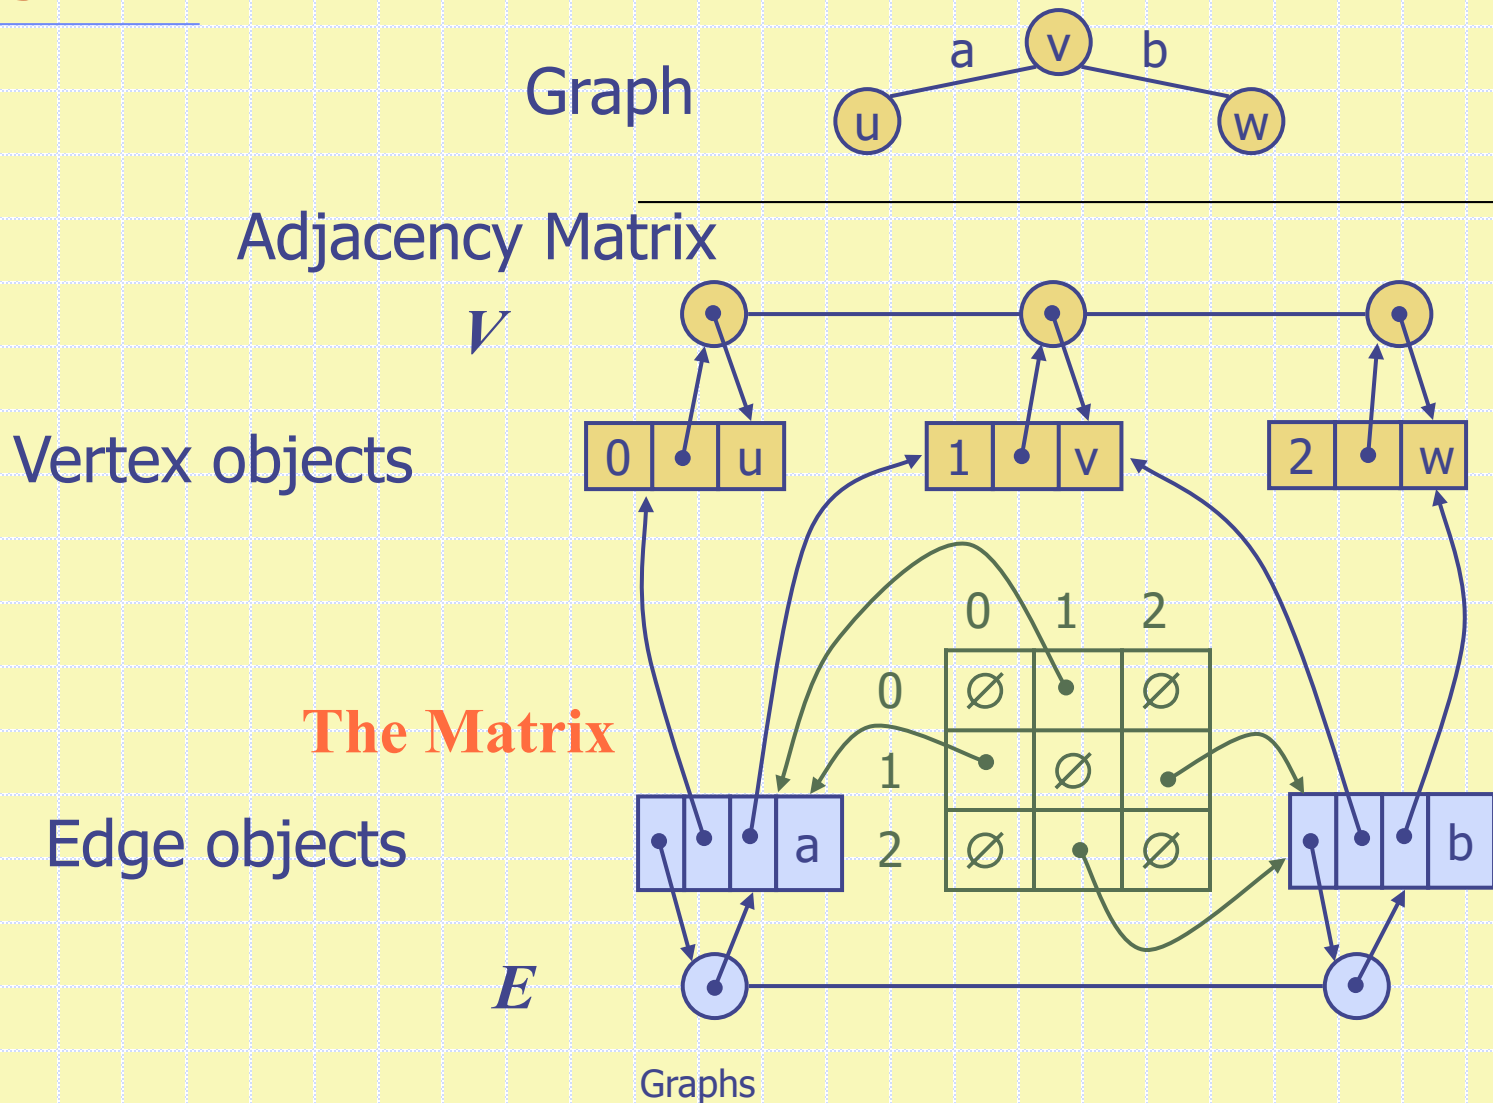 a v b
Graph
u w
Adjacency Matrix
V
Vertex objects
0 u 1 v 2 w
0 1 2
0 ∅ ∅
The Matrix
1 ∅
Edge objects
a 2 ∅ ∅ b
E
Graphs